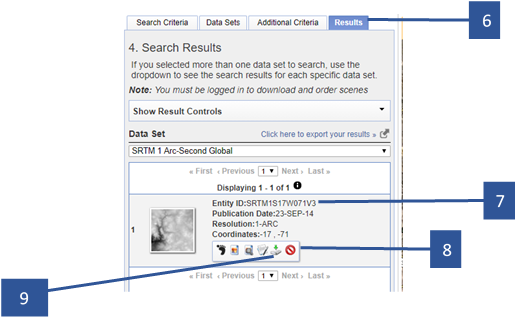 Search Criteria Data Sets Additional Criteria Results 6
4. Search Results
If you selected more than one data set to search, use the
dropdown to see the search results for each specific data set.
Note: You must be logged in to download and order scenes
Show Result Controls
Data Set Click here to export your results »
SRTM 1 Arc-Second Global
« First ‹ Previous 1 Next › Last »
Displaying 1 - 1 of 1
Entity ID:SRTM1S17W071V3 7
Publication Date:23-SEP-14
Resolution:1-ARC
Coordinates:-17 , -71
1
8
« First ‹ Previous 1 Next › Last »
9